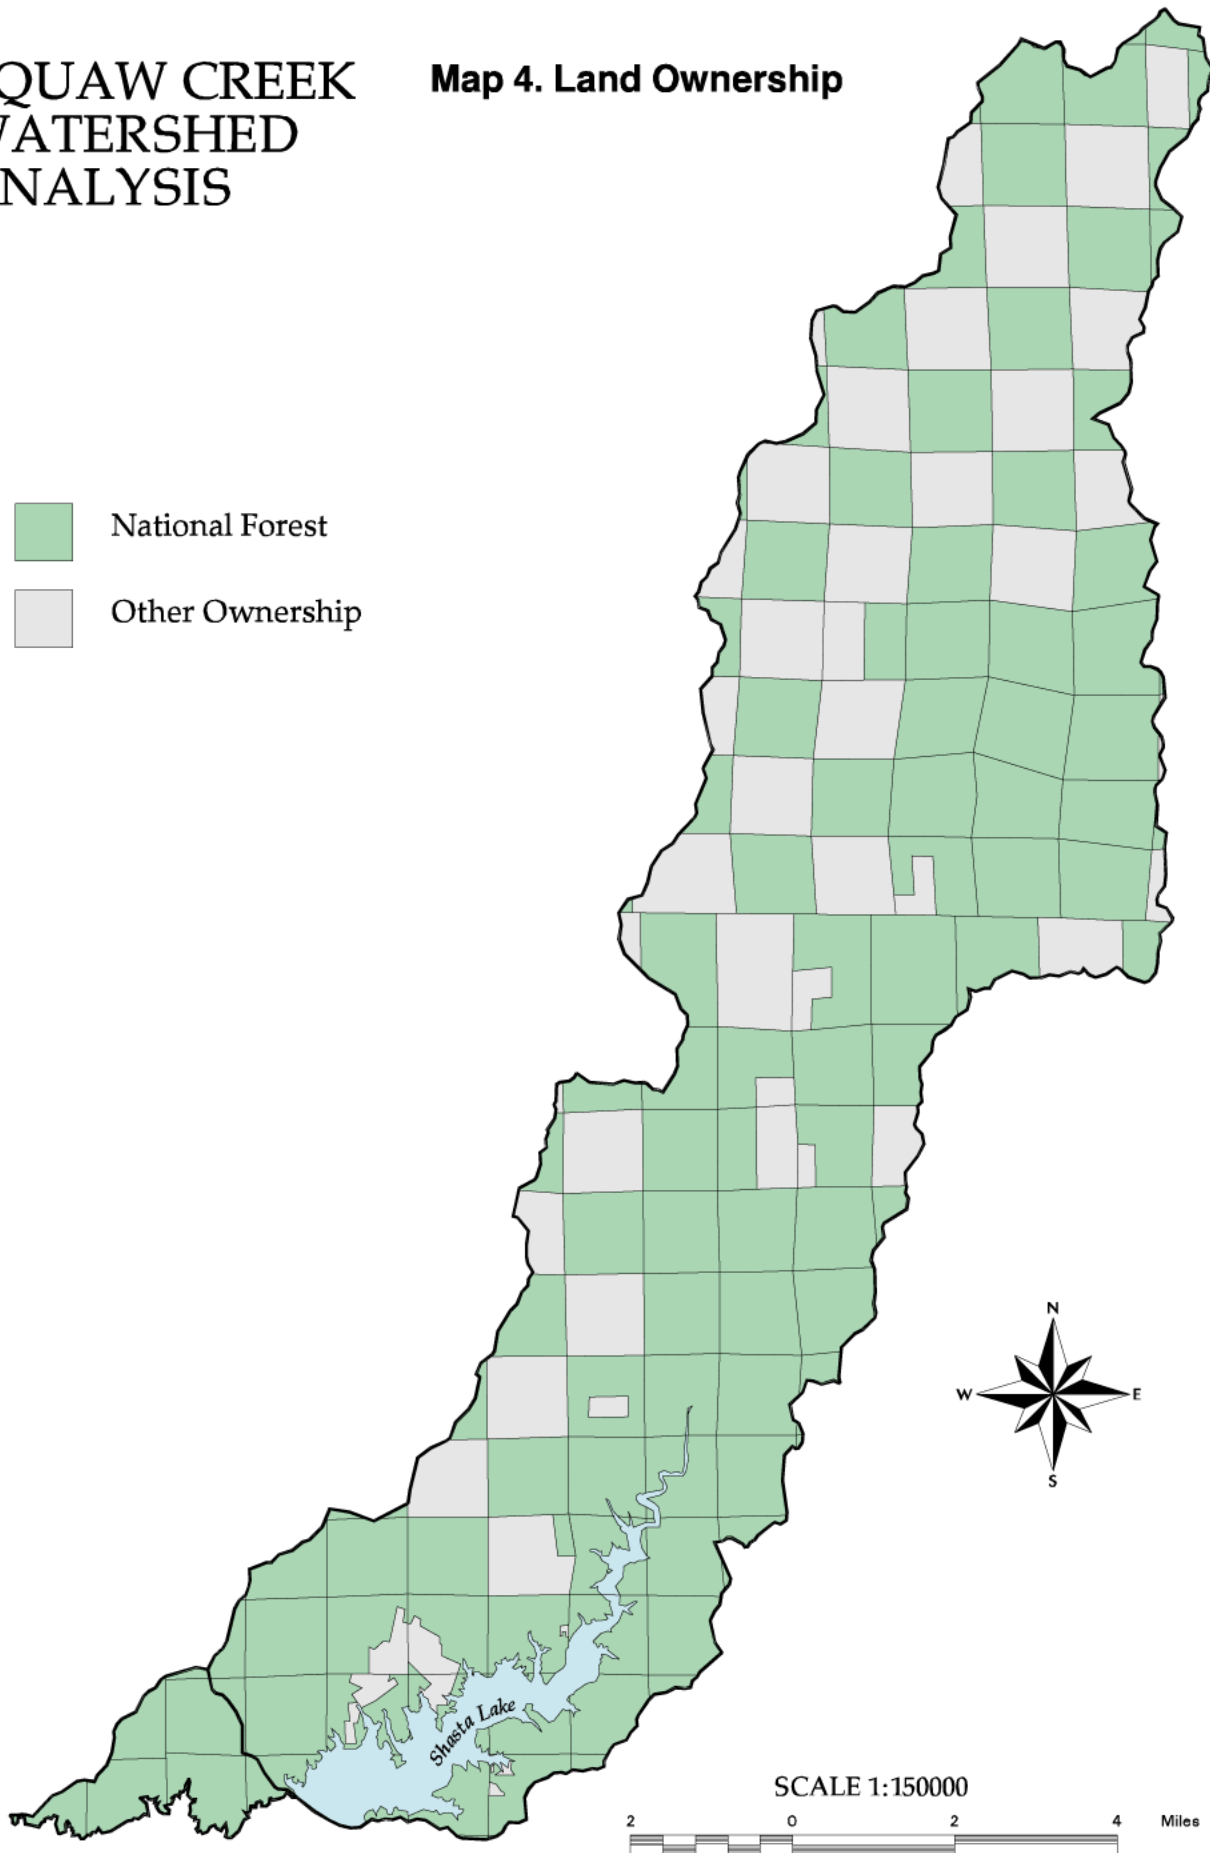 QUAW CREEK
WATERSHED
NALYSIS
Map 4. Land Ownership
National Forest
Other Ownership
N
W
E
S
Shasta Lake
SCALE 1:150000
2 0 2 4 Miles